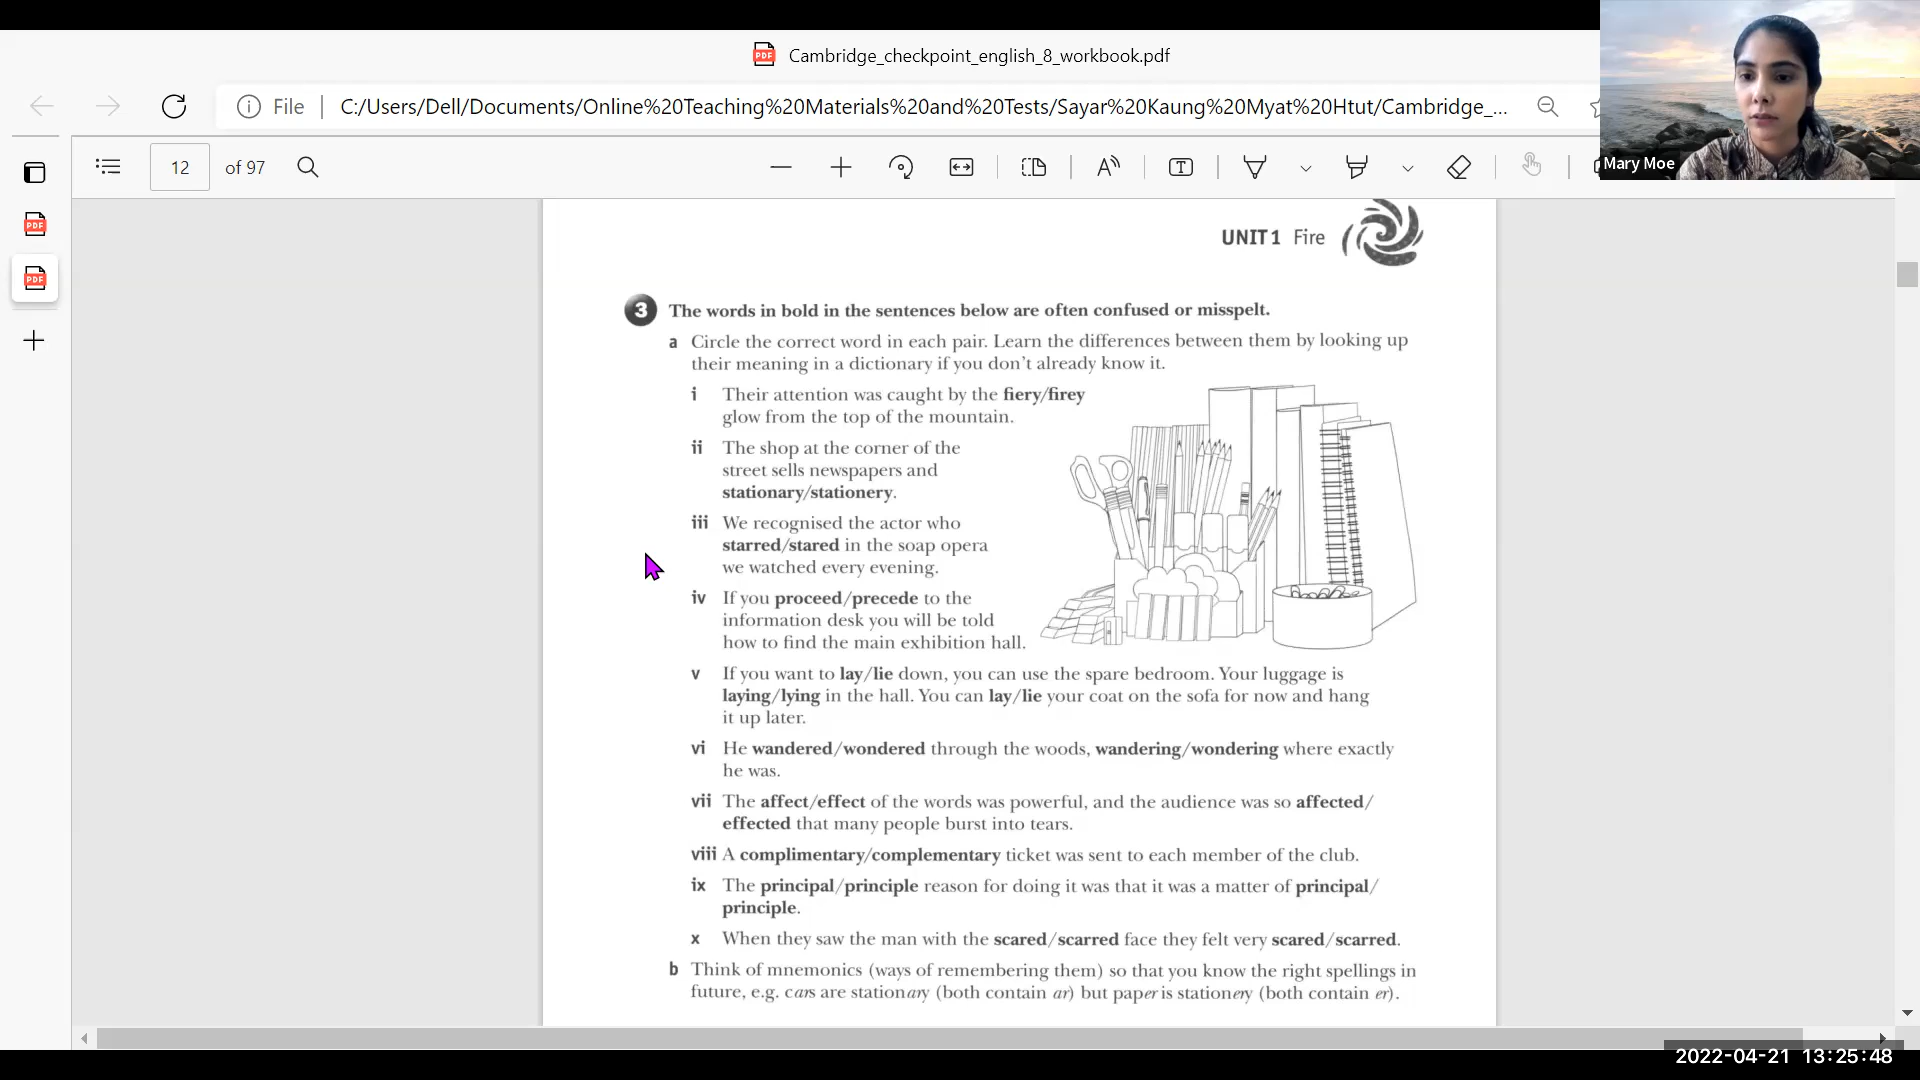 Cambridge_checkpoint_english_8_workbook.pdf
File
C:/Users/Dell/Documents/Online%20Teaching%20Materials%20and%20Tests/Sayar%20Kaung%20Myat%20Htut/Cambridge_...
Mary Moe
12 of 97
UNIT 1 Fire
3 The words in bold in the sentences below are often confused or misspelt.
a Circle the correct word in each pair. Learn the differences between them by looking up
their meaning in a dictionary if you don't already know it.
i Their attention was caught by the fiery/firey
glow from the top of the mountain.
ii The shop at the corner of the
street sells newspapers and
stationary/stationery.
iii We recognised the actor who
starred/stared in the soap opera
we watched every evening.
iv If you proceed/precede to the
information desk you will be told
how to find the main exhibition hall.
v If you want to lay/lie down, you can use the spare bedroom. Your luggage is
laying/lying in the hall. You can lay/lie your coat on the sofa for now and hang
it up later.
vi He wandered/wondered through the woods, wandering/wondering where exactly
he was.
vii The affect/effect of the words was powerful, and the audience was so affected/
effected that many people burst into tears.
viii A complimentary/complementary ticket was sent to each member of the club.
ix The principal/principle reason for doing it was that it was a matter of principal/
principle.
x When they saw the man with the scared/scarred face they felt very scared/scarred.
b Think of mnemonics (ways of remembering them) so that you know the right spellings in
future, e.g. cars are stationary (both contain ar) but paper is stationery (both contain er).
2022-04-21 13:25:48